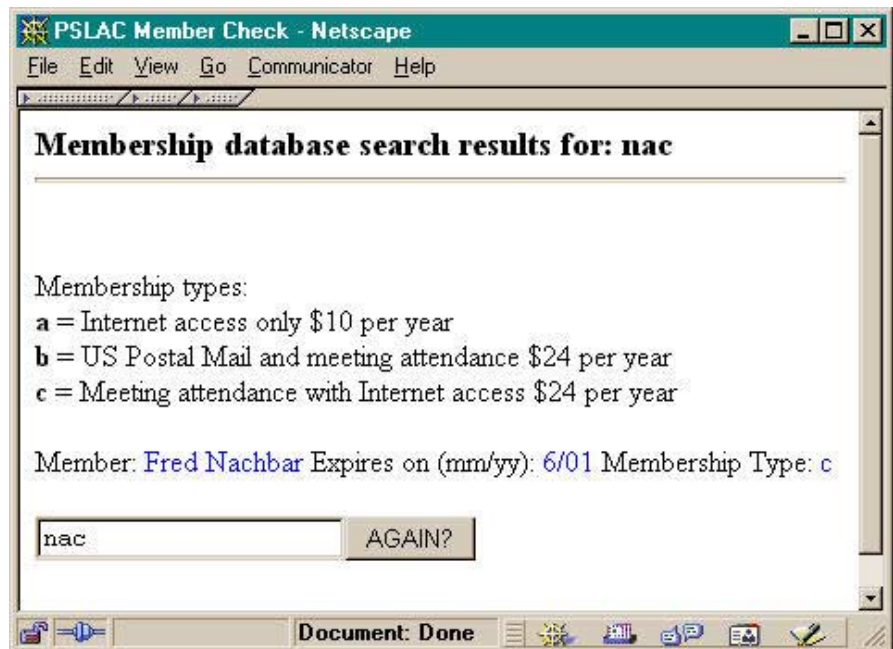 PSLAC Member Check - Netscape
File Edit View Go Communicator Help
Membership database search results for: nac
Membership types:
a = Internet access only $10 per year
b = US Postal Mail and meeting attendance $24 per year
c = Meeting attendance with Internet access $24 per year
Member: Fred Nachbar Expires on (mm/yy): 6/01 Membership Type: c
nac AGAIN?
Document: Done